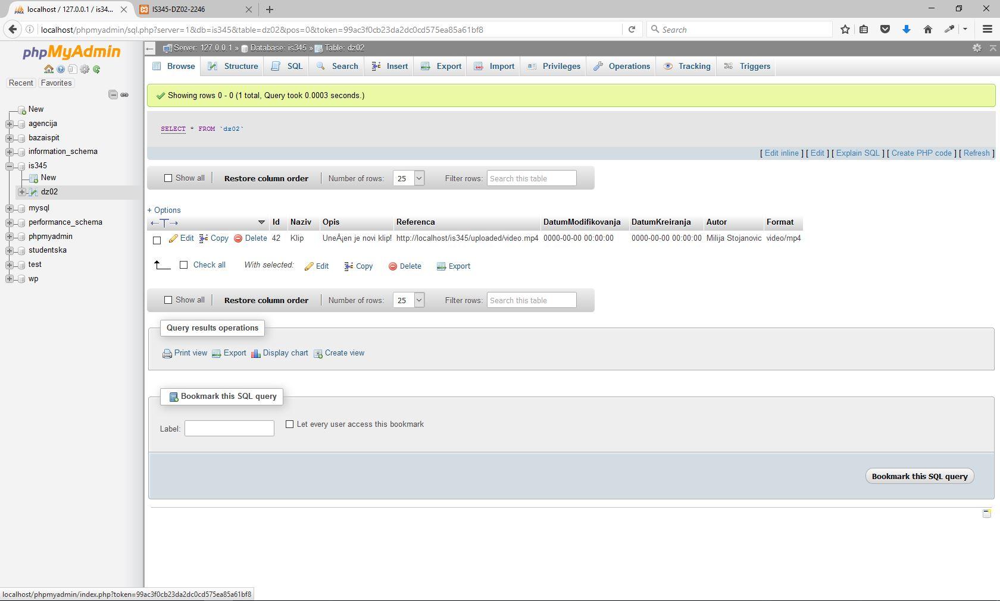 localhost / 127.0.0.1 / is34...
IS345-DZ02-2246
localhost/phpmyadmin/sql.php?server=1&db=is345&table=dz02&pos=0&token=99ac3f0cb23da2dc0cd575ea85a61bf8
Search
phpMyAdmin
Recent Favorites
New
agencija
bazaispit
information_schema
is345
New
dz02
mysql
performance_schema
phpmyadmin
studentska
test
wp
Server: 127.0.0.1 » Database: is345 » Table: dz02
Browse Structure SQL Search Insert Export Import Privileges Operations Tracking Triggers
Showing rows 0 - 0 (1 total, Query took 0.0003 seconds.)
SELECT * FROM `dz02`
[ Edit inline ] [ Edit ] [ Explain SQL ] [ Create PHP code ] [ Refresh ]
Show all Restore column order Number of rows: 25 Filter rows: Search this table
+ Options
←T→ Id Naziv Opis Referenca DatumModifikovanja DatumKreiranja Autor Format
Edit Copy Delete 42 Klip UneÅ¡en je novi klip! http://localhost/is345/uploaded/video.mp4 0000-00-00 00:00:00 0000-00-00 00:00:00 Milija Stojanovic video/mp4
Check all With selected: Edit Copy Delete Export
Show all Restore column order Number of rows: 25 Filter rows: Search this table
Query results operations
Print view Export Display chart Create view
Bookmark this SQL query
Label: Let every user access this bookmark
Bookmark this SQL query
localhost/phpmyadmin/index.php?token=99ac3f0cb23da2dc0cd575ea85a61bf8